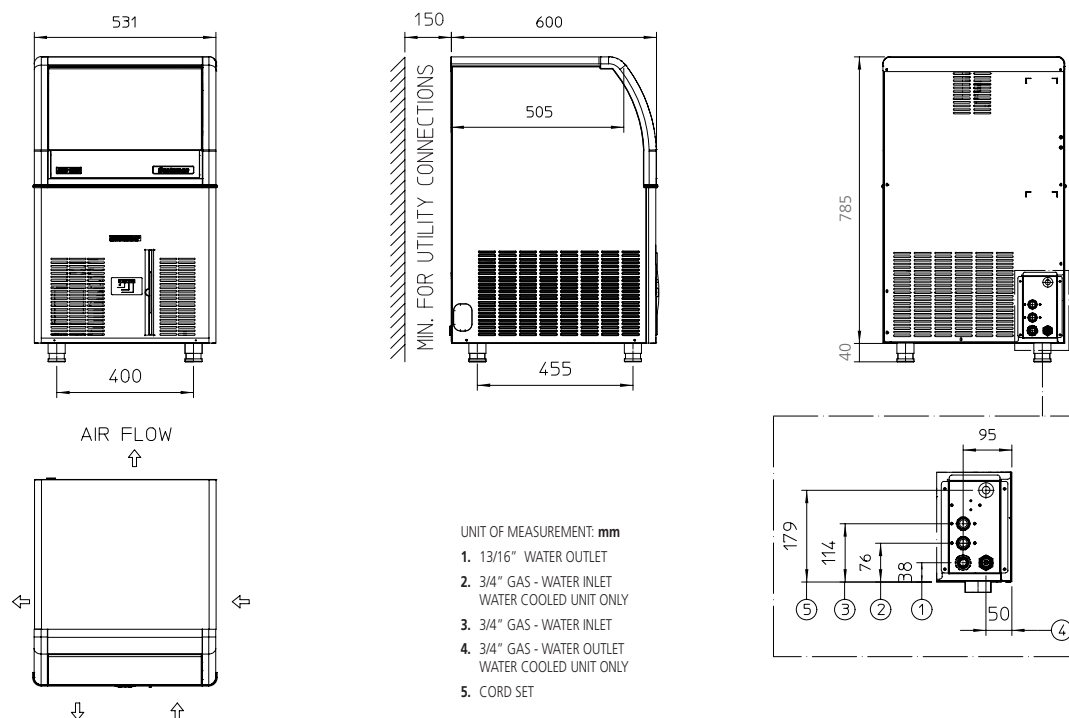 531
150
600
505
MIN. FOR UTILITY CONNECTIONS
785
40
400
455
AIR FLOW
95
179
114
76
38
50
5
3
2
1
4
UNIT OF MEASUREMENT: mm
1. 13/16" WATER OUTLET
2. 3/4" GAS - WATER INLET
WATER COOLED UNIT ONLY
3. 3/4" GAS - WATER INLET
4. 3/4" GAS - WATER OUTLET
WATER COOLED UNIT ONLY
5. CORD SET